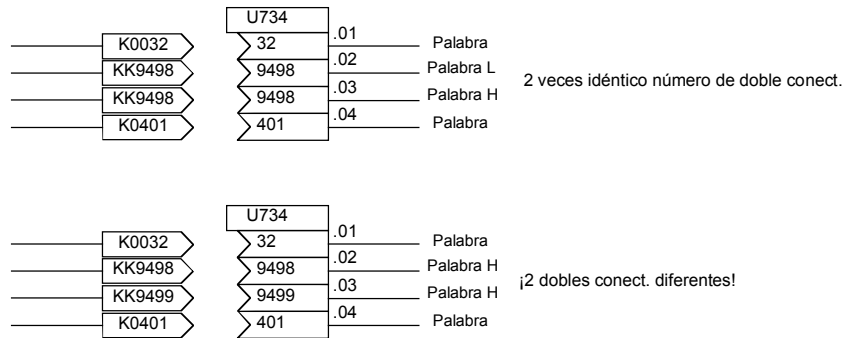 U734
K0032 32 .01 Palabra
KK9498 9498 .02 Palabra L
KK9498 9498 .03 Palabra H
K0401 401 .04 Palabra
2 veces idéntico número de doble conect.
U734
K0032 32 .01 Palabra
KK9498 9498 .02 Palabra H
KK9499 9499 .03 Palabra H
K0401 401 .04 Palabra
¡2 dobles conect. diferentes!